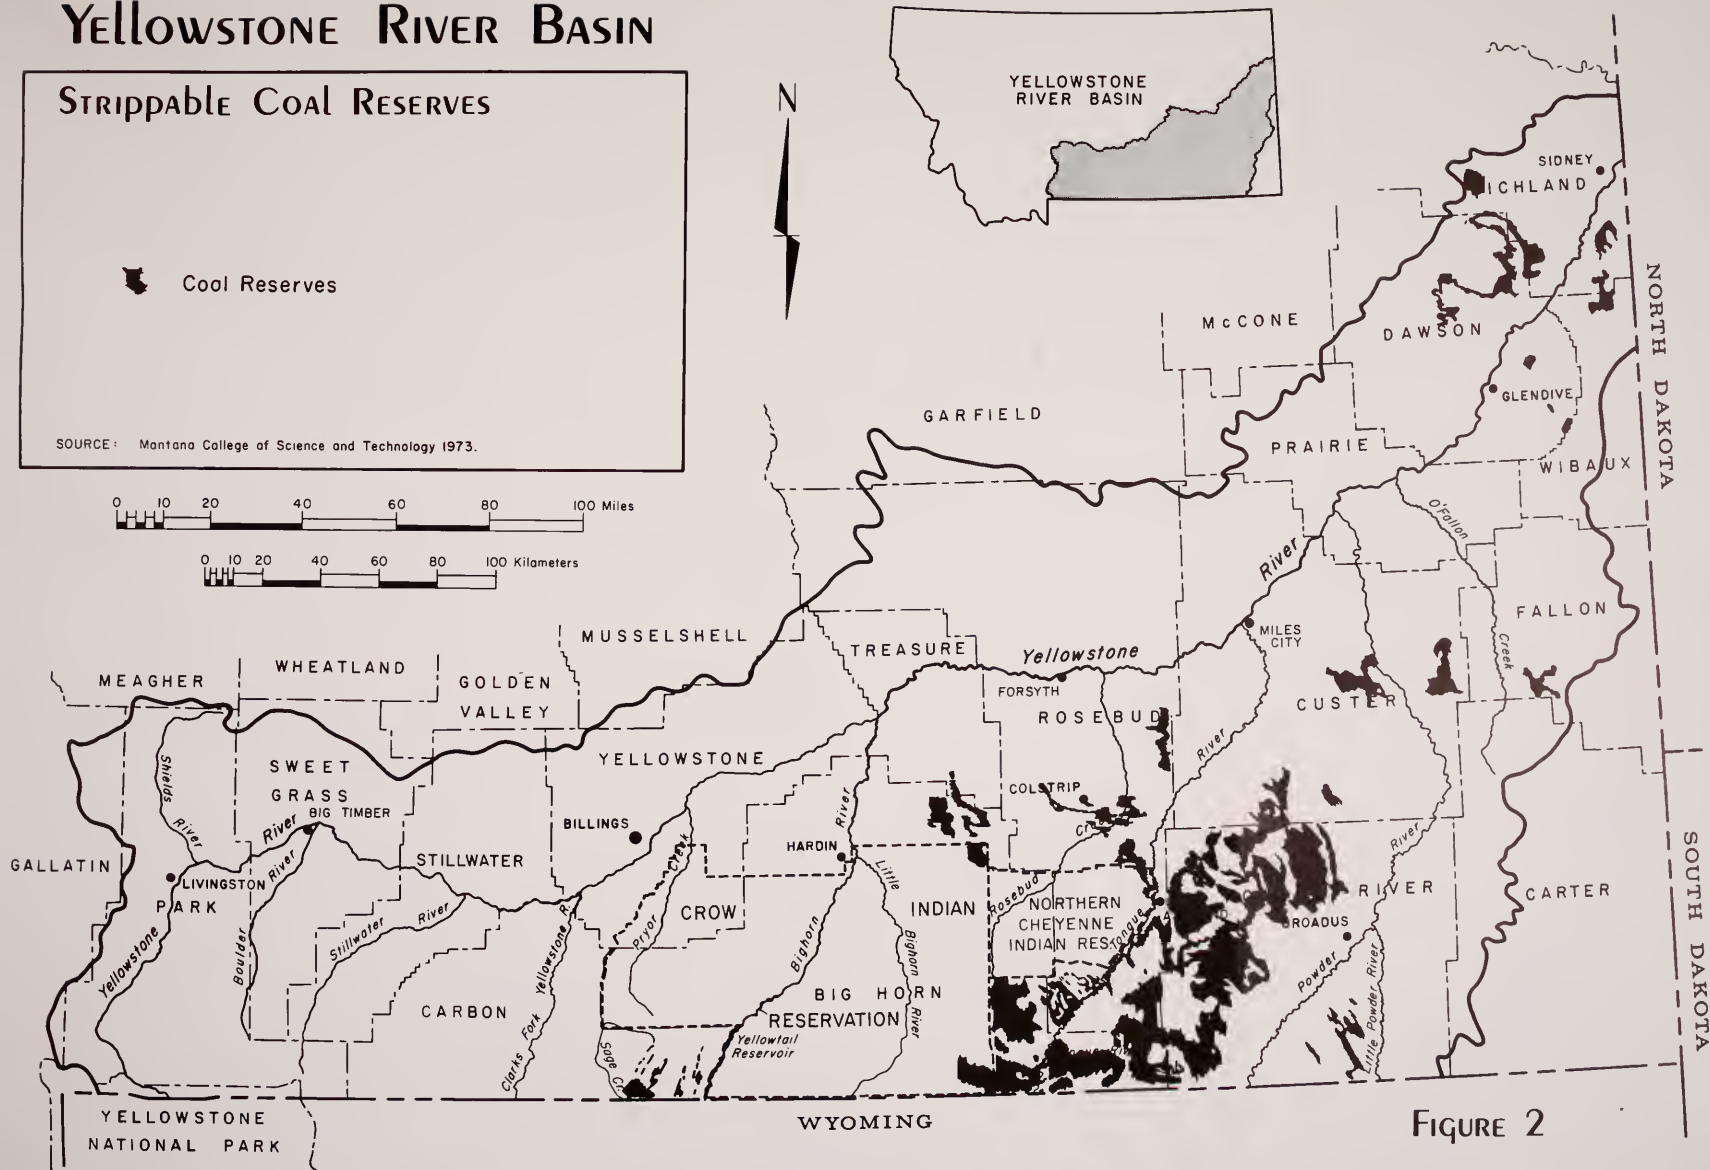 Yellowstone River Basin
Strippable Coal Reserves
Coal Reserves
SOURCE: Montana College of Science and Technology 1973.
0 10 20 40 60 80 100 Miles
0 10 20 40 60 80 100 Kilometers
N
YELLOWSTONE
RIVER BASIN
SIDNEY
ICHLAND
NORTH DAKOTA
McCONE
DAWSON
GLENDIVE
GARFIELD
PRAIRIE
WIBAUX
O'Fallon
Creek
River
FALLON
MILES
CITY
MUSSELSHELL
TREASURE
Yellowstone
FORSYTH
ROSEBUD
CUSTER
MEAGHER
WHEATLAND
GOLDEN
VALLEY
YELLOWSTONE
SWEET
GRASS
BIG TIMBER
Shields
River
River
River
River
COLSTRIP
BILLINGS
HARDIN
River
Creek
GALLATIN
LIVINGSTON
PARK
STILLWATER
Stillwater River
Boulder
Yellowstone
CROW
Pryor
INDIAN
Little
Bighorn
River
Bighorn
Rosebud
NORTHERN
CHEYENNE
INDIAN RES.
Tongue
RIVER
River
CARTER
Powder
Little Powder River
SOUTH DAKOTA
CARBON
Clarks Fork Yellowstone R.
BIG HORN
RESERVATION
Yellowtail
Reservoir
Sage Cr.
YELLOWSTONE
NATIONAL PARK
WYOMING
Figure 2